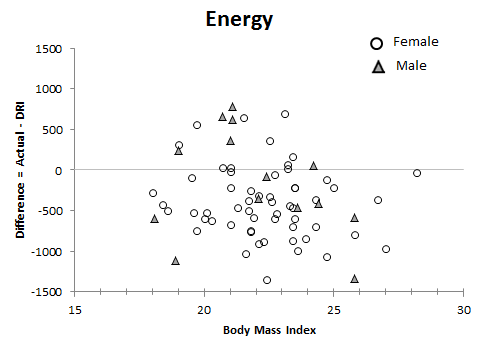 Energy
Female
Male
1500
1000
500
0
-500
-1000
-1500
Difference = Actual - DRI
15
20
25
30
Body Mass Index